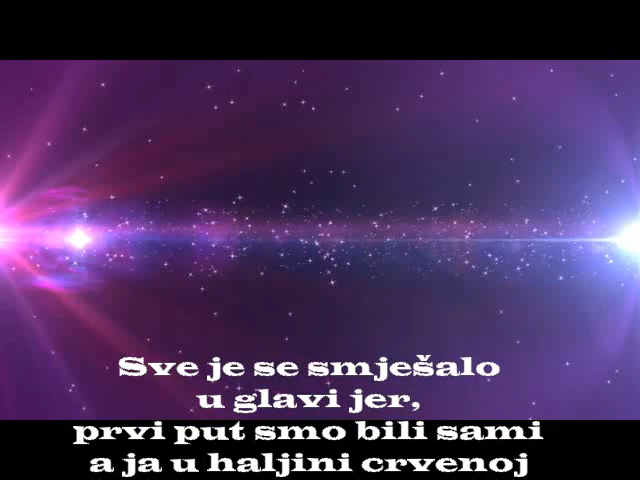 Sve je se smješalo
u glavi jer,
prvi put smo bili sami
a ja u haljini crvenoj